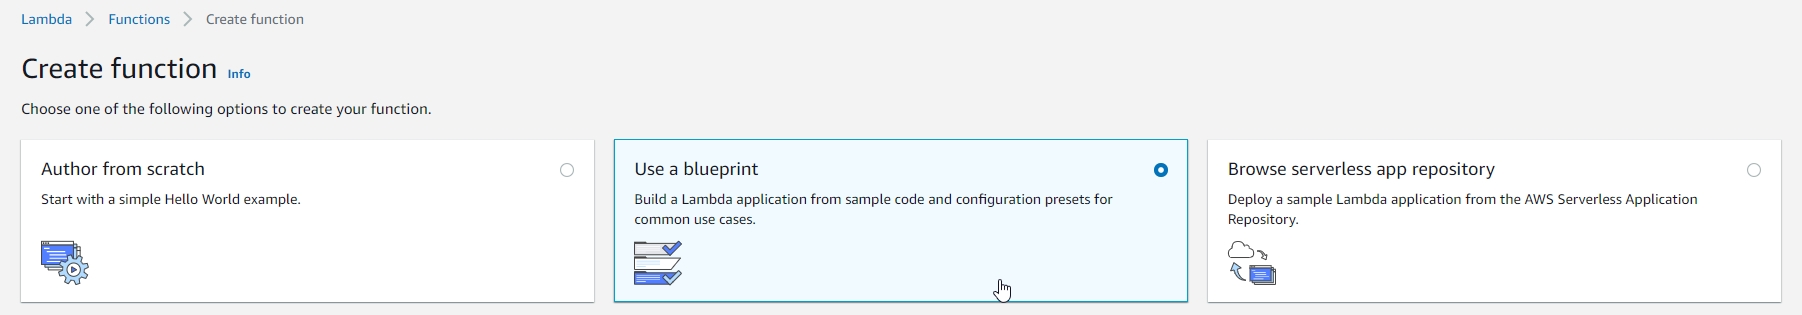 Lambda > Functions > Create function
Create function Info
Choose one of the following options to create your function.
Author from scratch
Start with a simple Hello World example.
Use a blueprint
Build a Lambda application from sample code and configuration presets for
common use cases.
Browse serverless app repository
Deploy a sample Lambda application from the AWS Serverless Application
Repository.